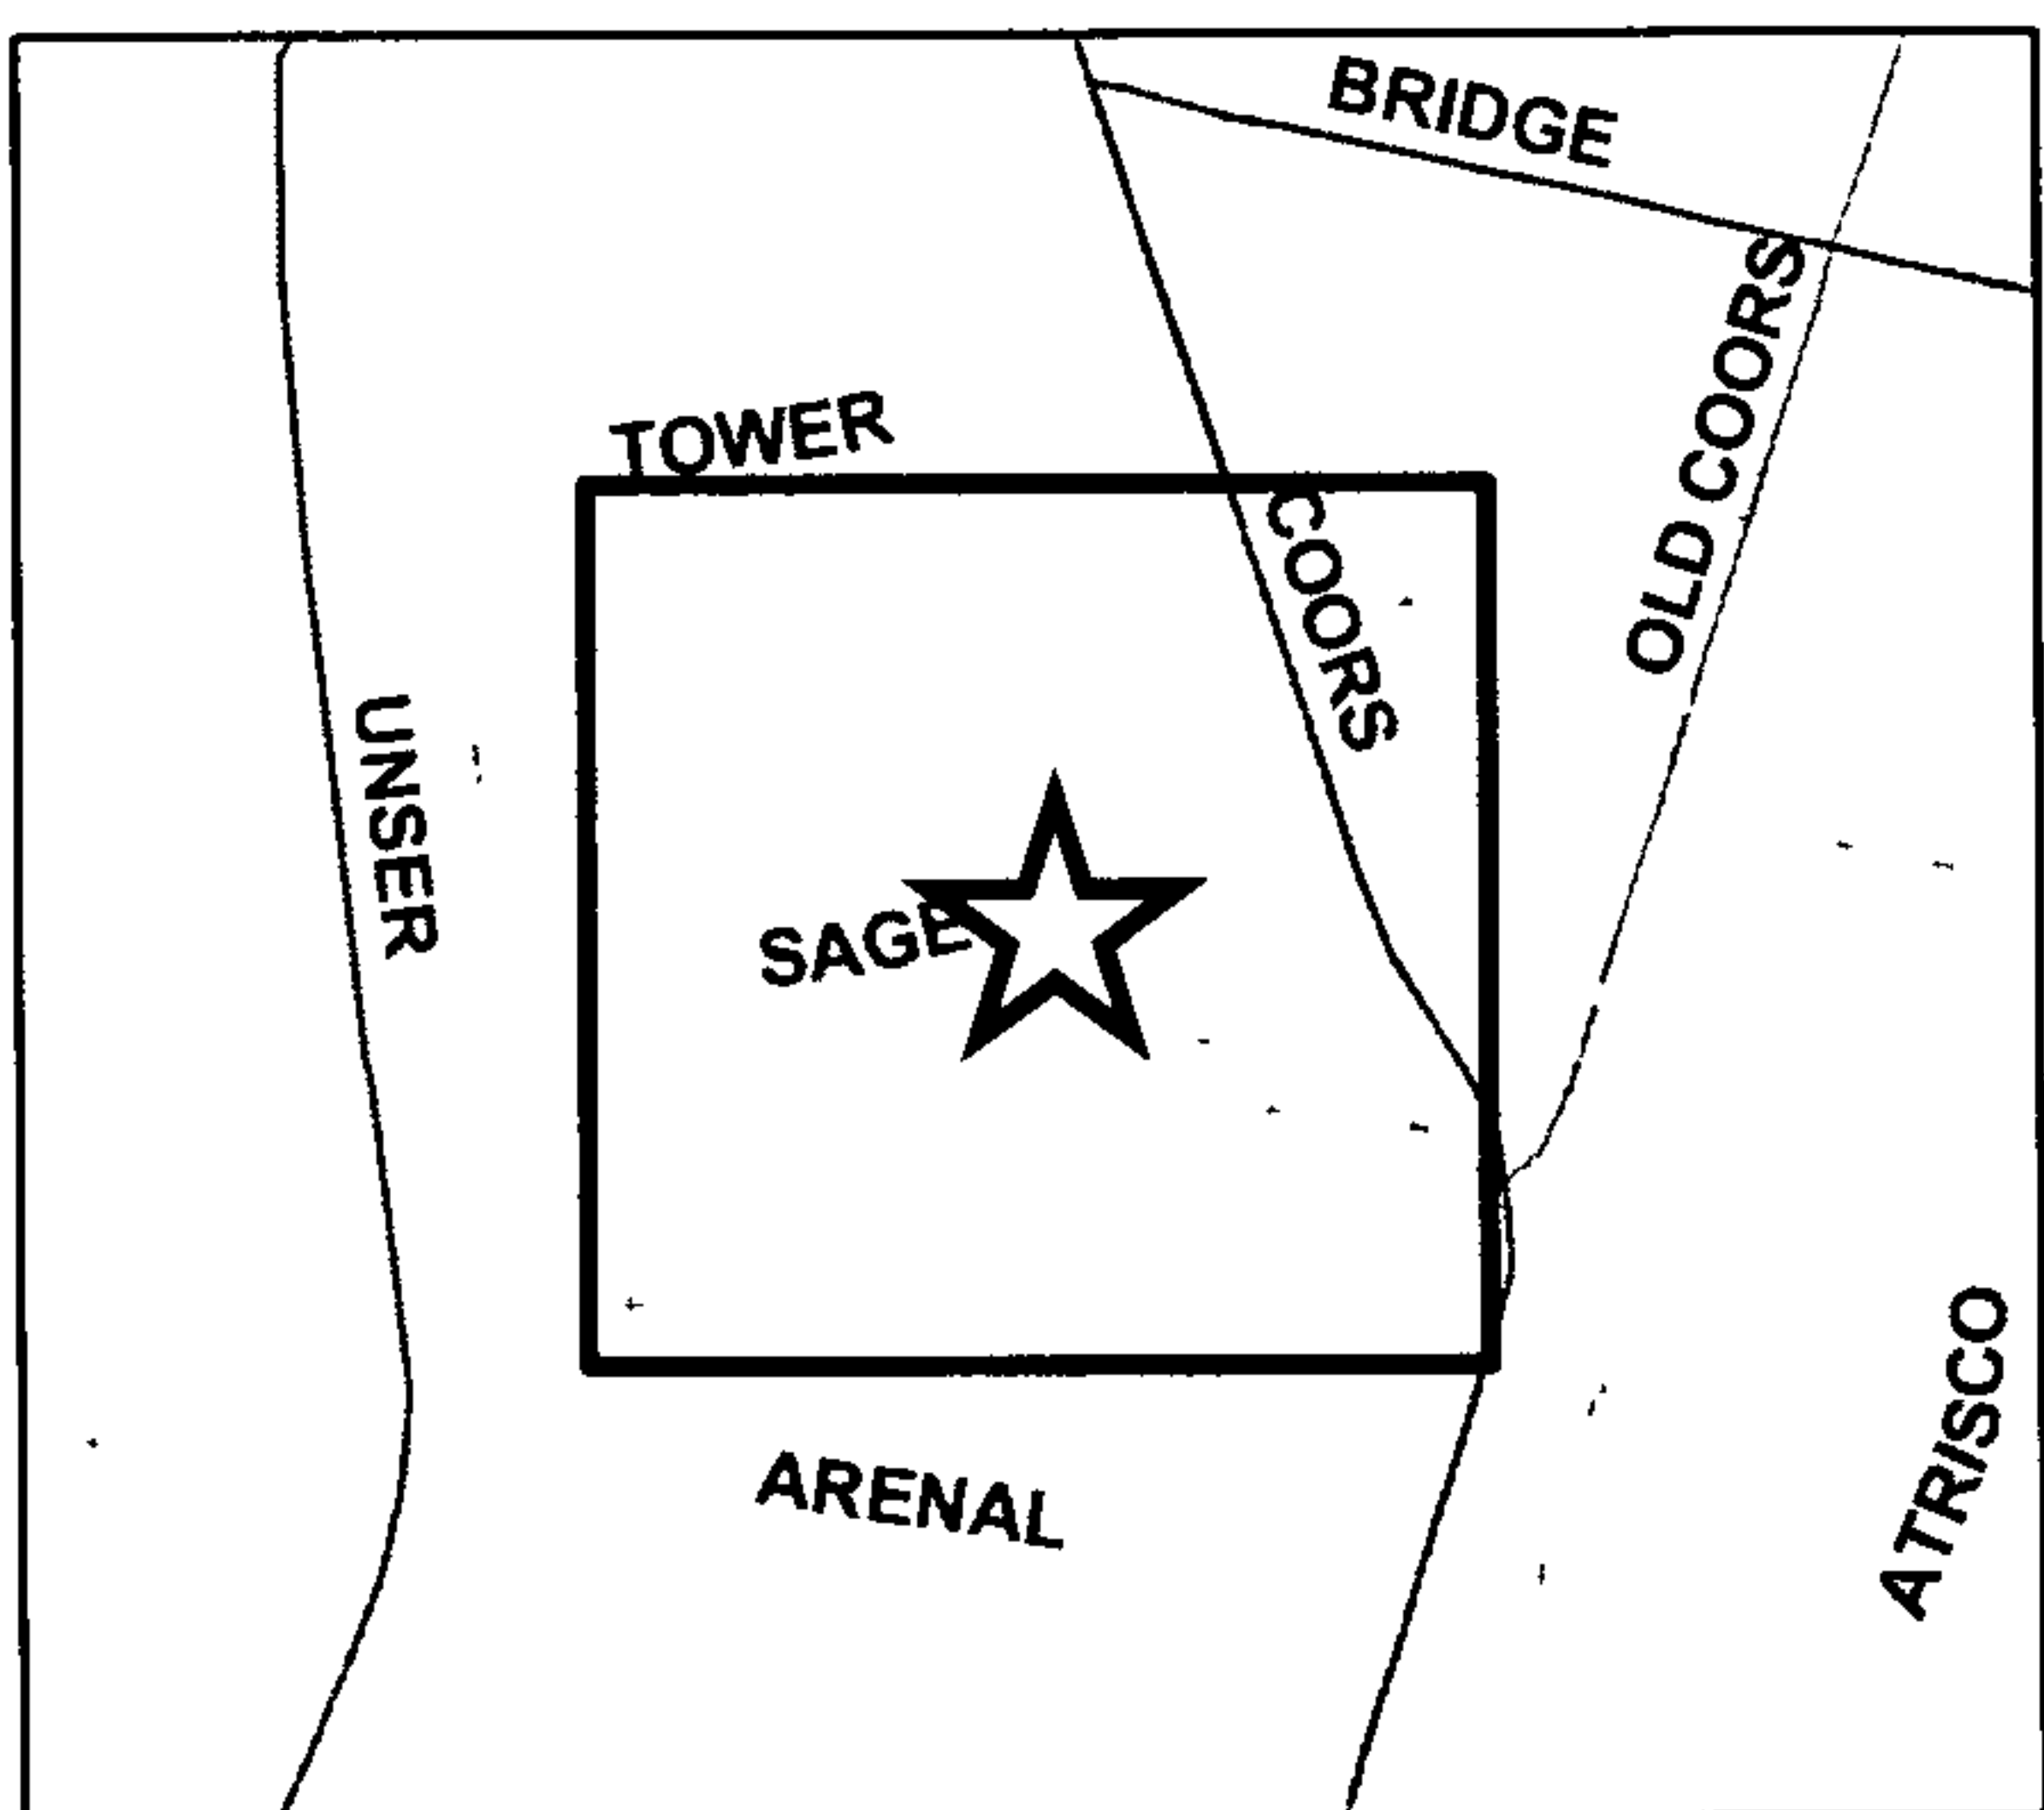 BRIDGE
OLD COORS
TOWER
COORS
UNSER
SAGE
ATRISCO
ARENAL